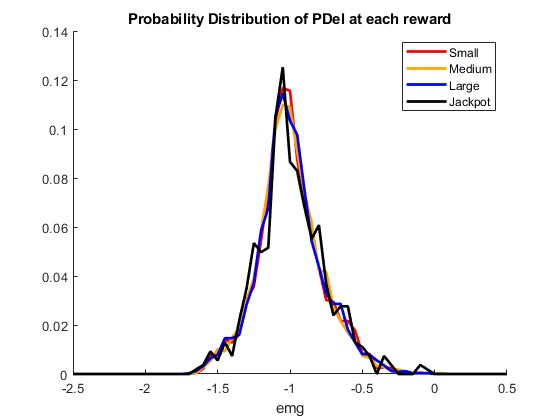 Probability Distribution of PDel at each reward
0.14
0.12
0.1
0.08
0.06
0.04
0.02
0
Small
Medium
Large
Jackpot
-2.5 -2 -1.5 -1 -0.5 0 0.5
emg